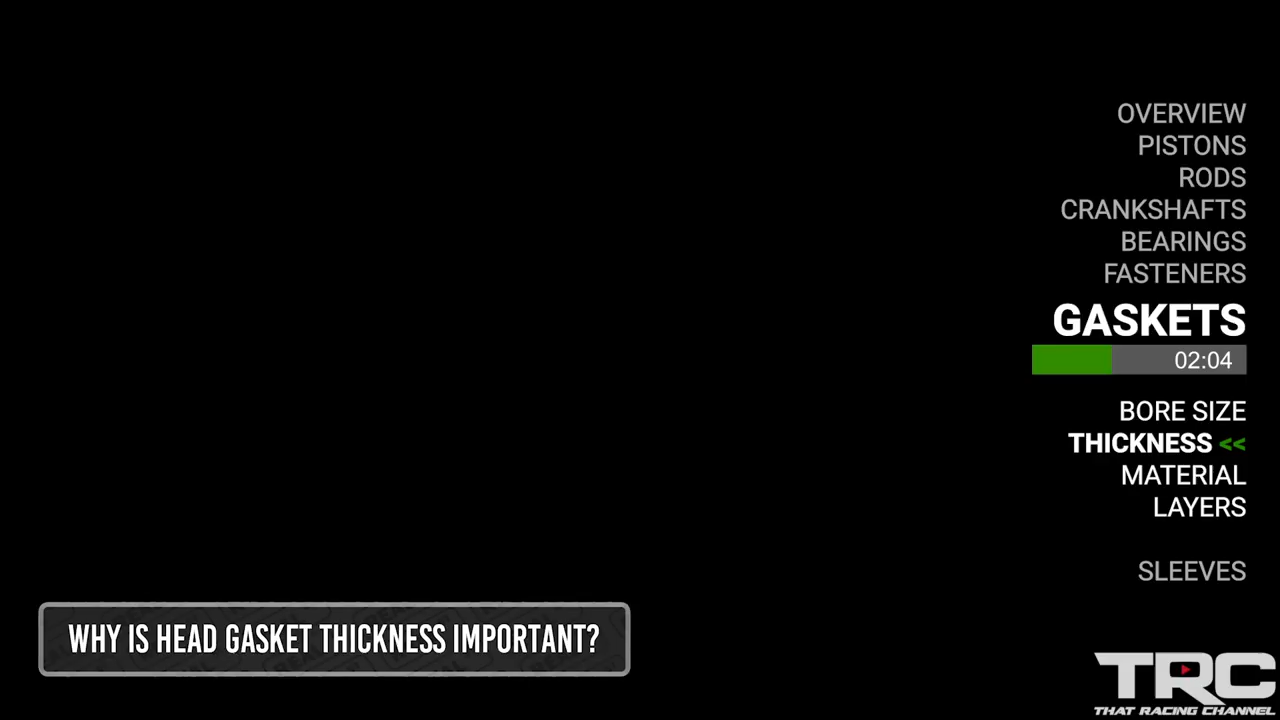 OVERVIEW
PISTONS
RODS
CRANKSHAFTS
BEARINGS
FASTENERS
GASKETS
02:04
BORE SIZE
THICKNESS <<
MATERIAL
LAYERS
SLEEVES
WHY IS HEAD GASKET THICKNESS IMPORTANT?
TRC
THAT RACING CHANNEL